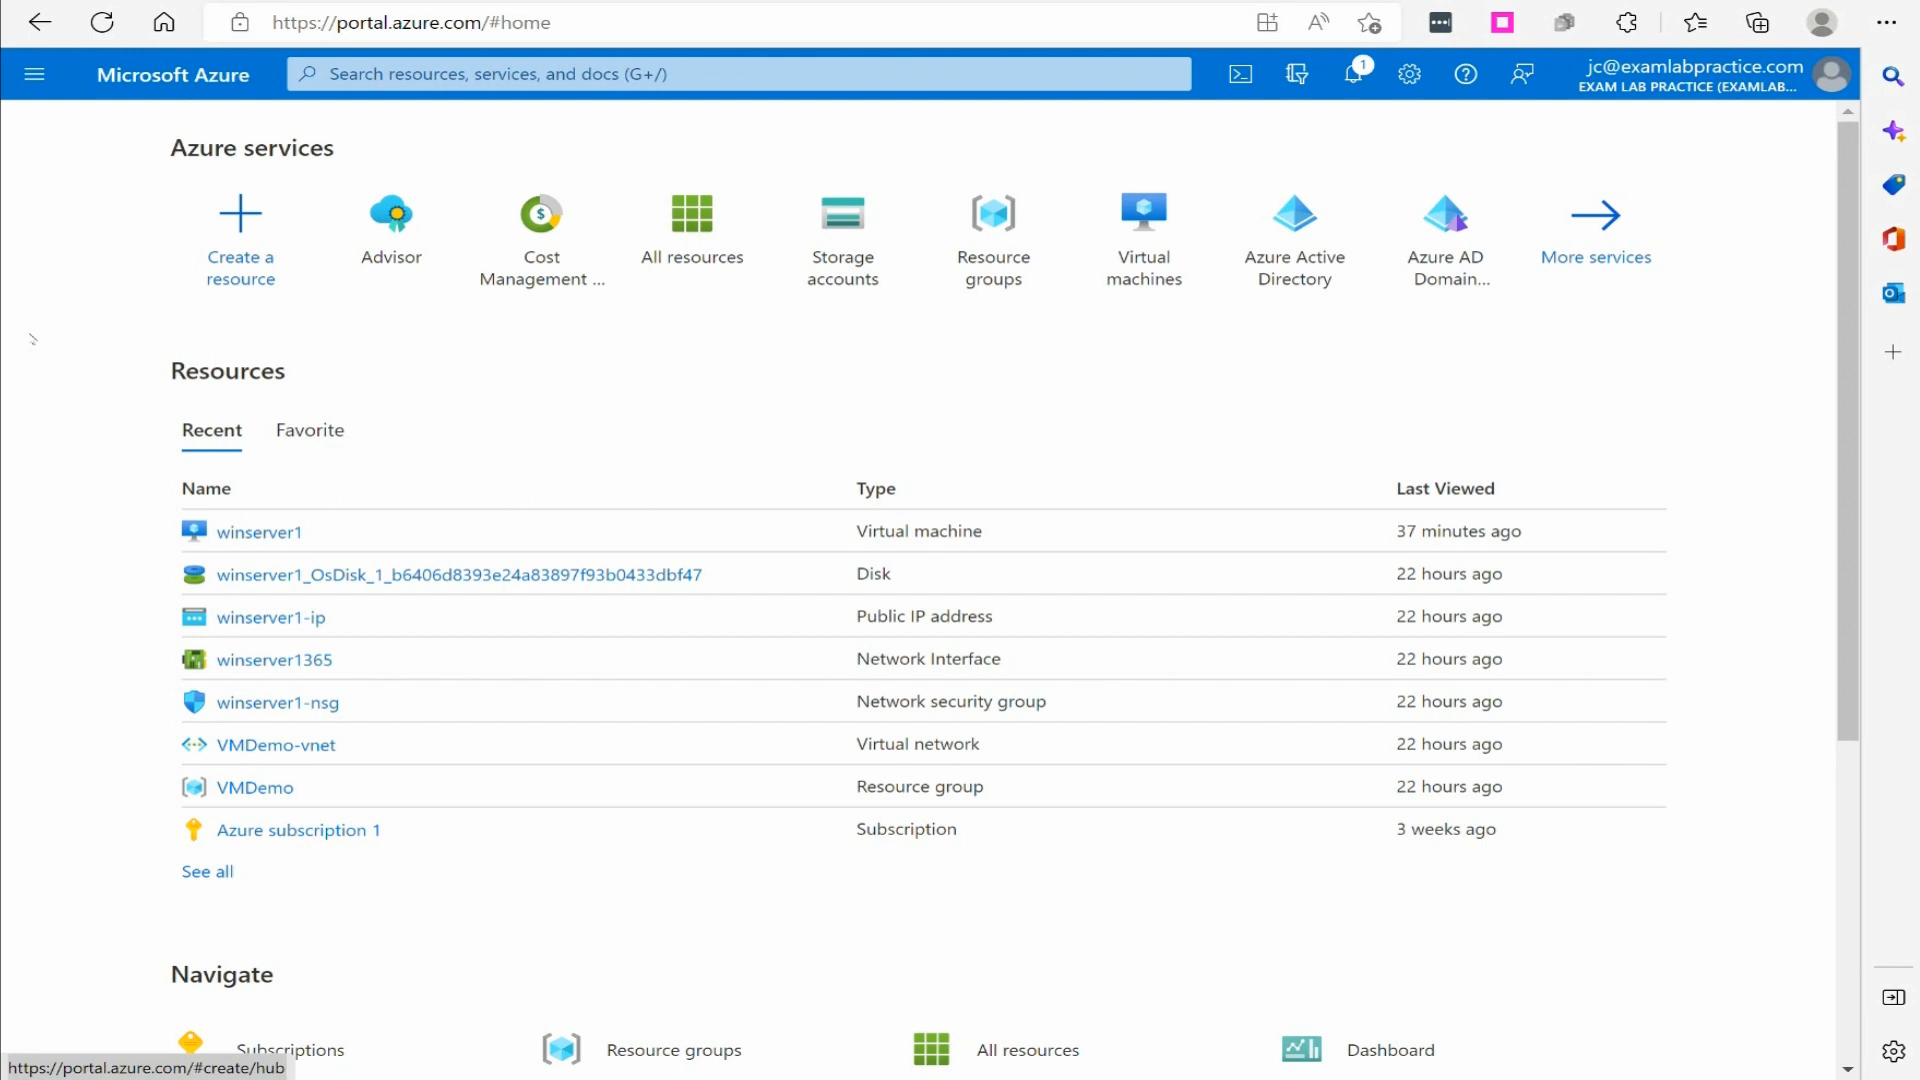 https://portal.azure.com/#home
Microsoft Azure
Search resources, services, and docs (G+/)
1
jc@examlabpractice.com
EXAM LAB PRACTICE (EXAMLAB...
Azure services
Create a resource
Advisor
Cost Management ...
All resources
Storage accounts
Resource groups
Virtual machines
Azure Active Directory
Azure AD Domain...
More services
Resources
Recent Favorite
Name Type Last Viewed
winserver1 Virtual machine 37 minutes ago
winserver1_OsDisk_1_b6406d8393e24a83897f93b0433dbf47 Disk 22 hours ago
winserver1-ip Public IP address 22 hours ago
winserver1365 Network Interface 22 hours ago
winserver1-nsg Network security group 22 hours ago
VMDemo-vnet Virtual network 22 hours ago
VMDemo Resource group 22 hours ago
Azure subscription 1 Subscription 3 weeks ago
See all
Navigate
Subscriptions Resource groups All resources Dashboard
https://portal.azure.com/#create/hub